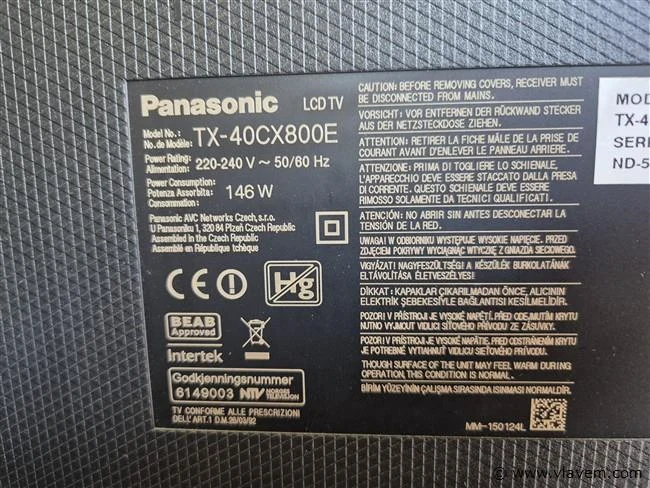 Panasonic LCD TV
Model No.:
No. de Modèle: TX-40CX800E
Power Rating:
Alimentation: 220-240 V ~ 50/60 Hz
Power Consumption:
Potenza Assorbita: 146 W
Consommation:
Panasonic AVC Networks Czech, s.r.o.
U Panasoniku 1, 320 84 Plzeň Czech Republic
Assembled in the Czech Republic
Assemblé en République tchèque
CE
Hg
BEAB
Approved
Intertek
Godkjenningsnummer
6149003 NTV NORGES
TELEVISION
TV CONFORME ALLE PRESCRIZIONI
DELL' ART.1 D.M. 26/03/92
CAUTION: BEFORE REMOVING COVERS, RECEIVER MUST
BE DISCONNECTED FROM MAINS.
VORSICHT: VOR ENTFERNEN DER RÜCKWAND STECKER
AUS DER NETZSTECKDOSE ZIEHEN.
ATTENTION: RETIRER LA FICHE MÂLE DE LA PRISE DE
COURANT AVANT D'ENLEVER LE PANNEAU ARRIERE.
ATTENZIONE: PRIMA DI TOGLIERE LO SCHIENALE,
L'APPARECCHIO DEVE ESSERE STACCATO DALLA PRESA
DI CORRENTE. QUESTO SCHIENALE DEVE ESSERE
RIMOSSO SOLAMENTE DA TECNICI QUALIFICATI.
ATENCIÓN: NO ABRIR SIN ANTES DESCONECTAR LA
TENSIÓN DE LA RED.
UWAGA! W ODBIORNIKU WYSTĘPUJE WYSOKIE NAPIĘCIE. PRZED
ZDJĘCIEM POKRYWY WYCIĄGNĄĆ WTYCZKĘ Z GNIAZDA SIECIOWEGO.
VIGYÁZAT! NAGYFESZÜLTSÉG! A KÉSZÜLÉK BURKOLATÁNAK
ELTÁVOLÍTÁSA ÉLETVESZÉLYES!
DİKKAT: KAPAKLAR ÇIKARILMADAN ÖNCE, ALICININ
ELEKTRİK ŞEBEKESİYLE BAĞLANTISI KESİLMELİDİR.
POZOR! V PŘÍSTROJI JE VYSOKÉ NAPĚTÍ. PŘED ODEJMUTÍM KRYTU
NUTNO VYJMOUT VIDLICI SÍŤOVÉHO PŘÍVODU ZE ZÁSUVKY.
POZOR! V PRÍSTROJI JE VYSOKÉ NAPÄTIE. PRED ODSTRÁNENÍM KRYTU
JE POTREBNÉ VYTIAHNUŤ VIDLICU SIEŤOVÉHO PRÍVODU.
THOUGH SURFACE OF THE UNIT MAY FEEL WARM DURING
OPERATION, THIS CONDITION IS NORMAL.
BİRİM YÜZEYİNİN ÇALIŞMA SIRASINDA ISINMASI NORMALDİR.
MM-150124L
MOD
TX-4
SERI
ND-5
© www.vlavem.com